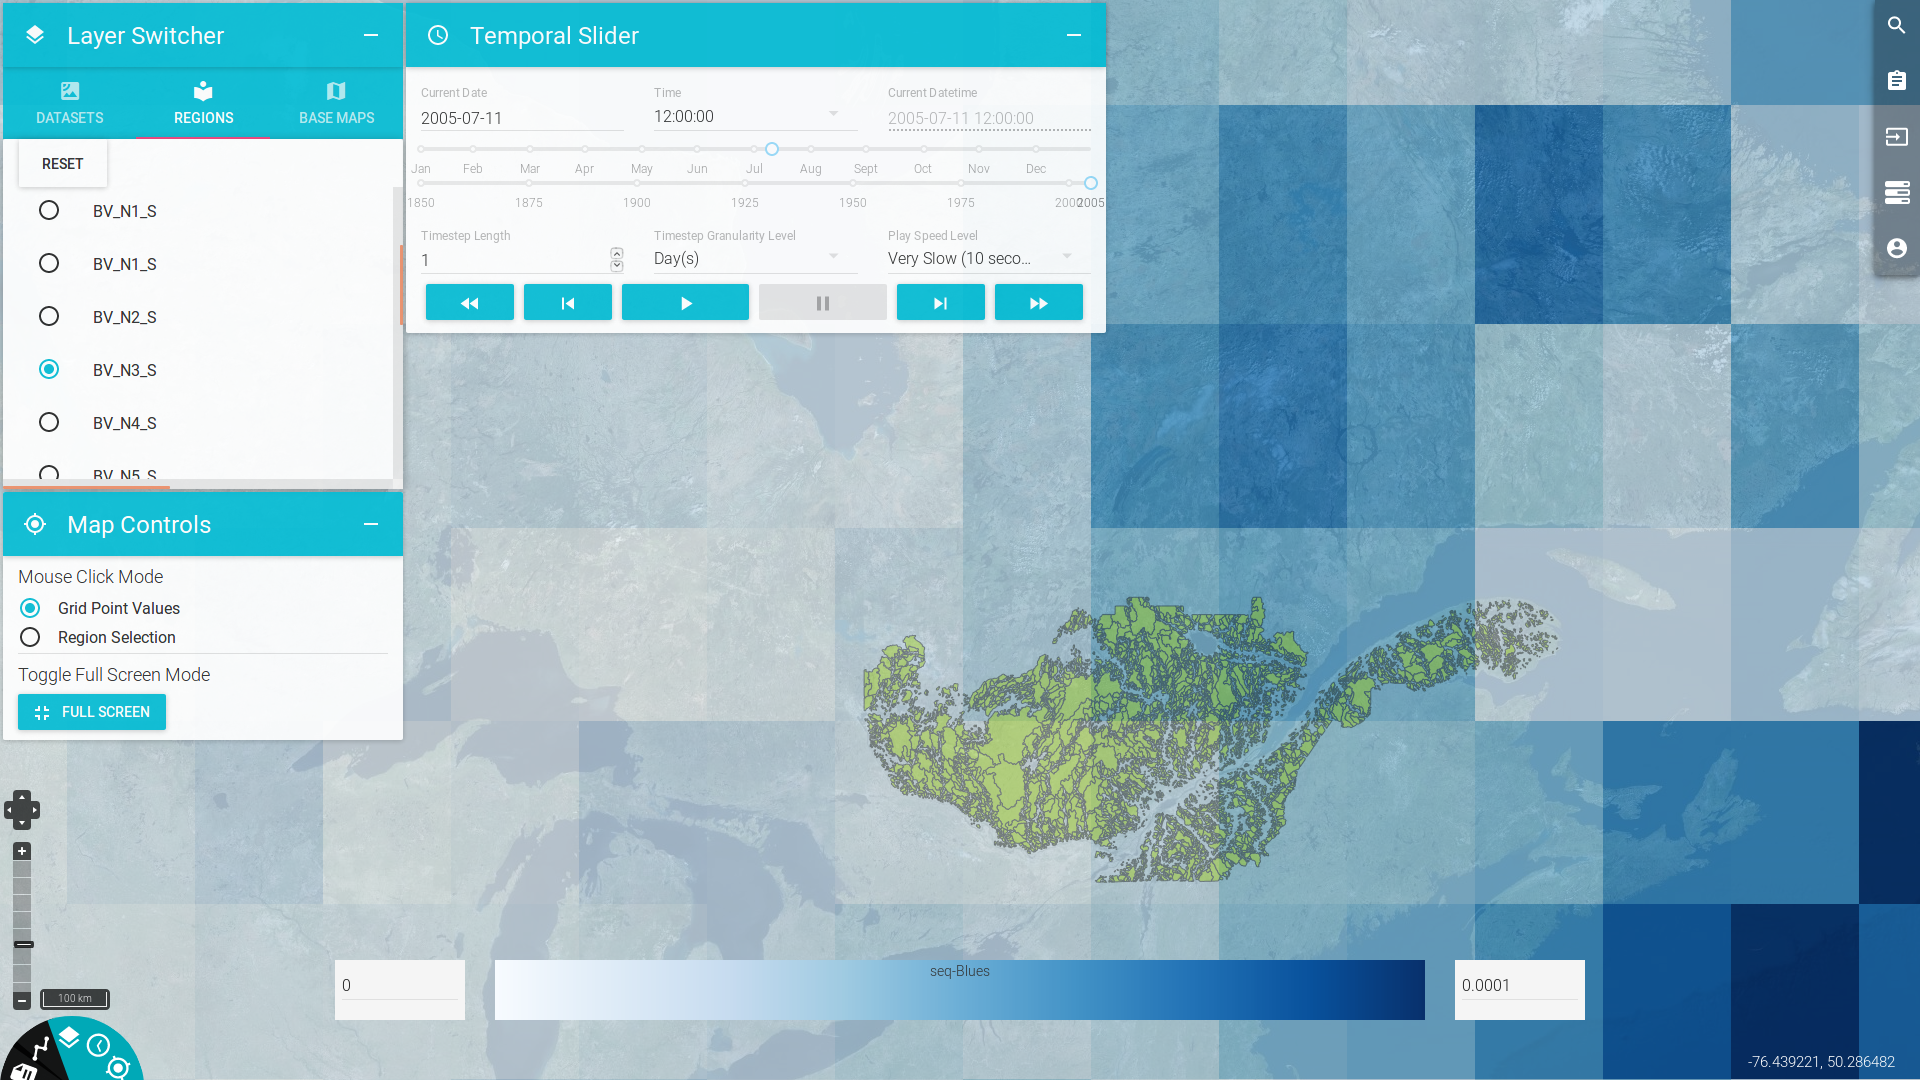 Layer Switcher
DATASETS
REGIONS
BASE MAPS
RESET
BV_N1_S
BV_N1_S
BV_N2_S
BV_N3_S
BV_N4_S
BV_N5_S
Temporal Slider
Current Date
Time
Current Datetime
2005-07-11
12:00:00
2005-07-11 12:00:00
Jan Feb Mar Apr May Jun Jul Aug Sept Oct Nov Dec
1850 1875 1900 1925 1950 1975 2000 2005
Timestep Length
Timestep Granularity Level
Play Speed Level
1
Day(s)
Very Slow (10 seco...
Map Controls
Mouse Click Mode
Grid Point Values
Region Selection
Toggle Full Screen Mode
FULL SCREEN
100 km
0
seq-Blues
0.0001
-76.439221, 50.286482